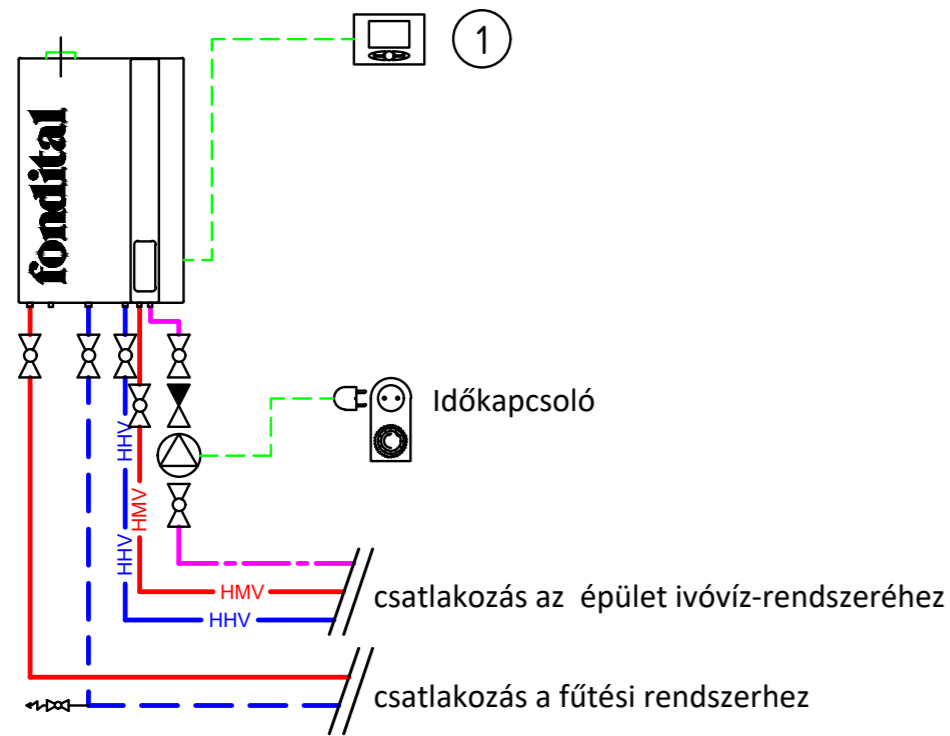 1
fondital
Időkapcsoló
HHV
HMV
HHV
HMV
HHV
csatlakozás az épület ivóvíz-rendszeréhez
csatlakozás a fűtési rendszerhez